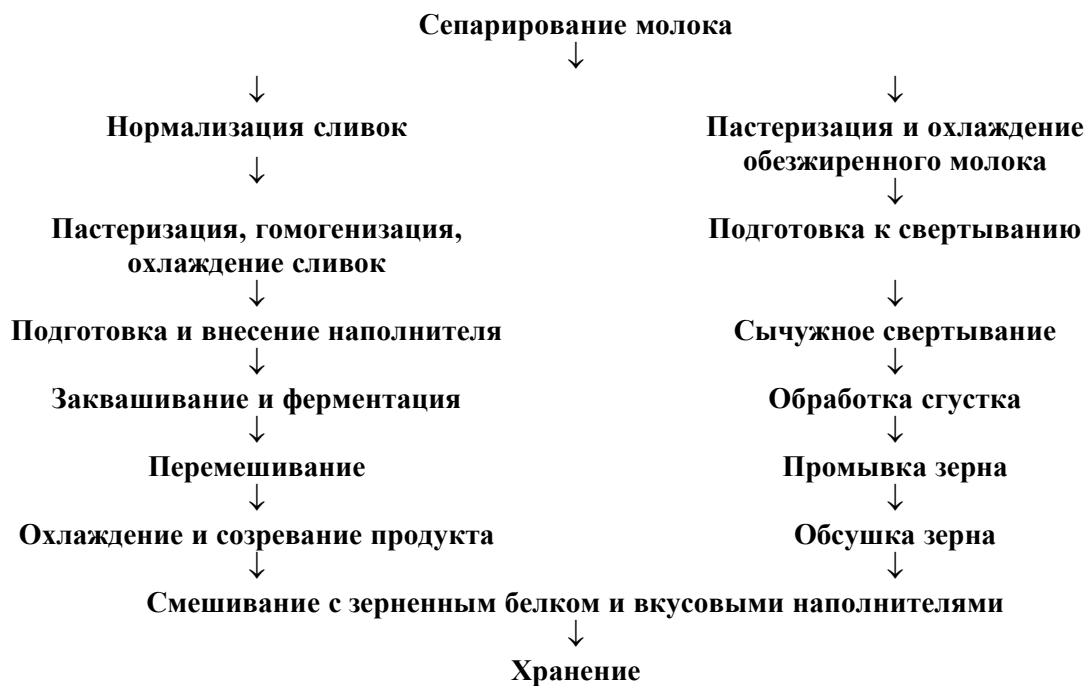 Сепарирование молока
↓
↓ ↓
Нормализация сливок
Пастеризация и охлаждение
обезжиренного молока
↓ ↓
Пастеризация, гомогенизация,
охлаждение сливок
Подготовка к свертыванию
↓ ↓
Подготовка и внесение наполнителя
Сычужное свертывание
↓ ↓
Заквашивание и ферментация
Обработка сгустка
↓ ↓
Перемешивание
Промывка зерна
↓ ↓
Охлаждение и созревание продукта
Обсушка зерна
↓ ↓
Смешивание с зерненным белком и вкусовыми наполнителями
↓
Хранение